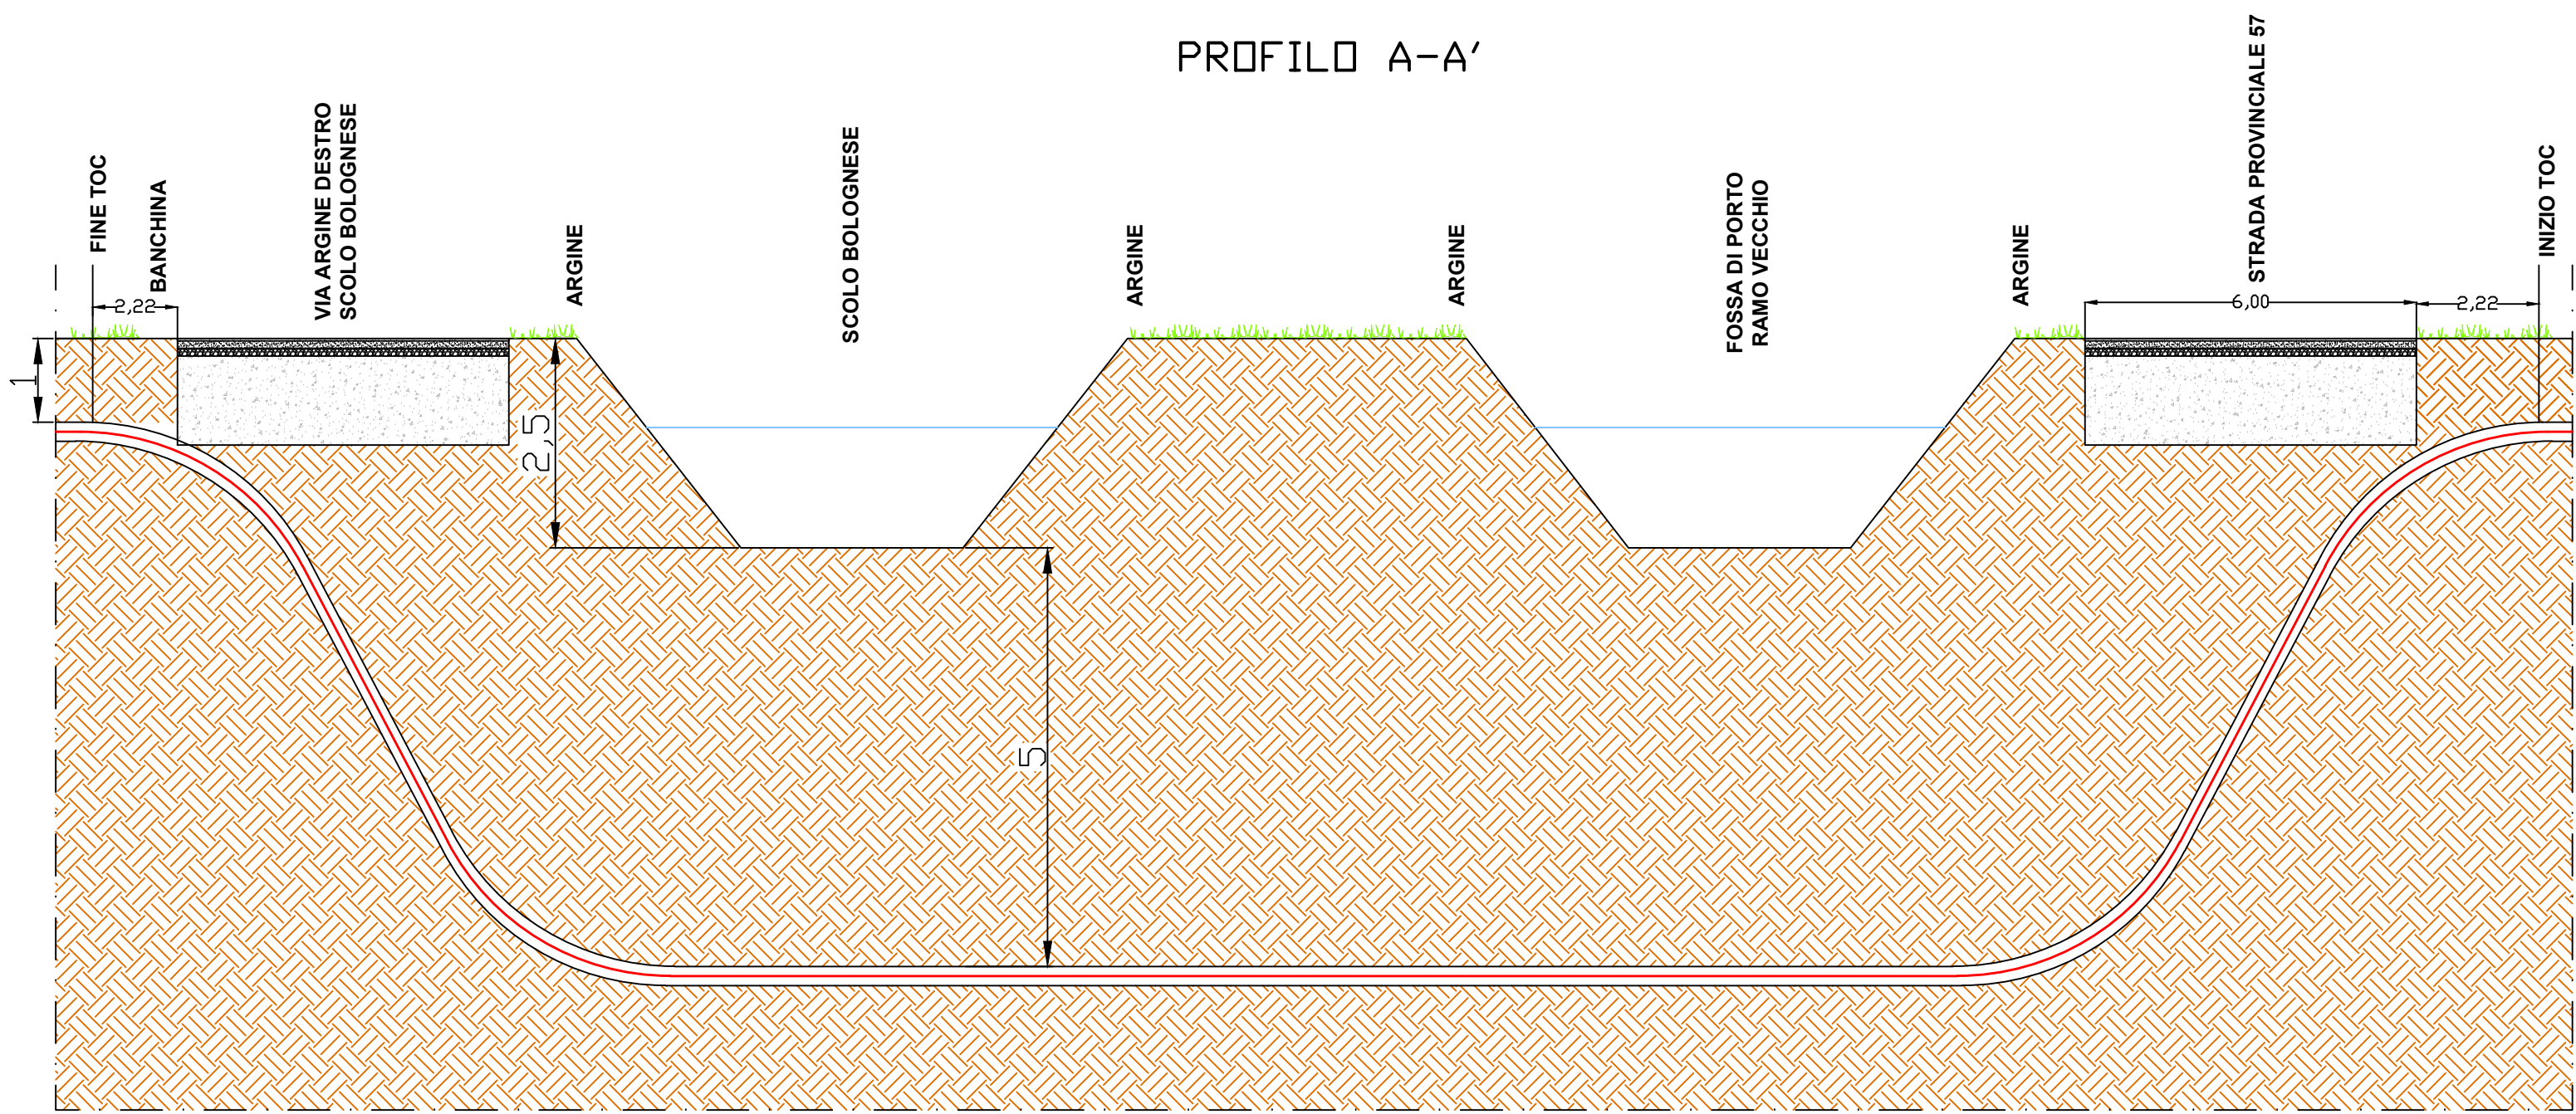 PROFILO A-A'
FINE TOC
BANCHINA
VIA ARGINE DESTRO
SCOLO BOLOGNESE
ARGINE
SCOLO BOLOGNESE
ARGINE
ARGINE
FOSSA DI PORTO
RAMO VECCHIO
ARGINE
STRADA PROVINCIALE 57
INIZIO TOC
2,22
6,00
2,22
1
2,5
5